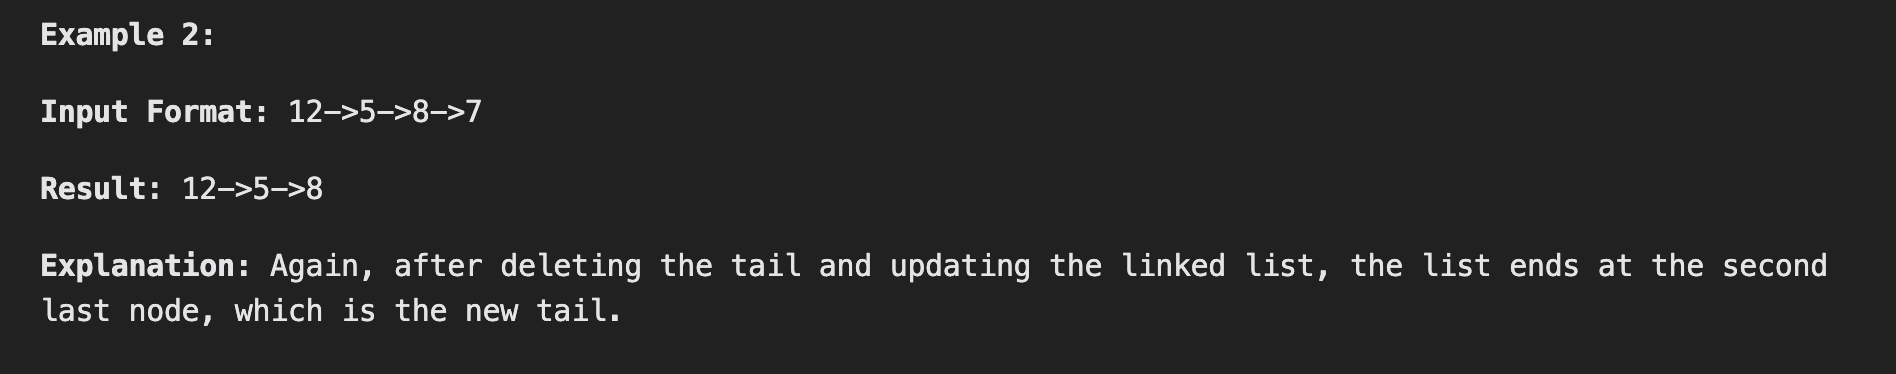 Example 2:
Input Format: 12->5->8->7
Result: 12->5->8
Explanation: Again, after deleting the tail and updating the linked list, the list ends at the second
last node, which is the new tail.